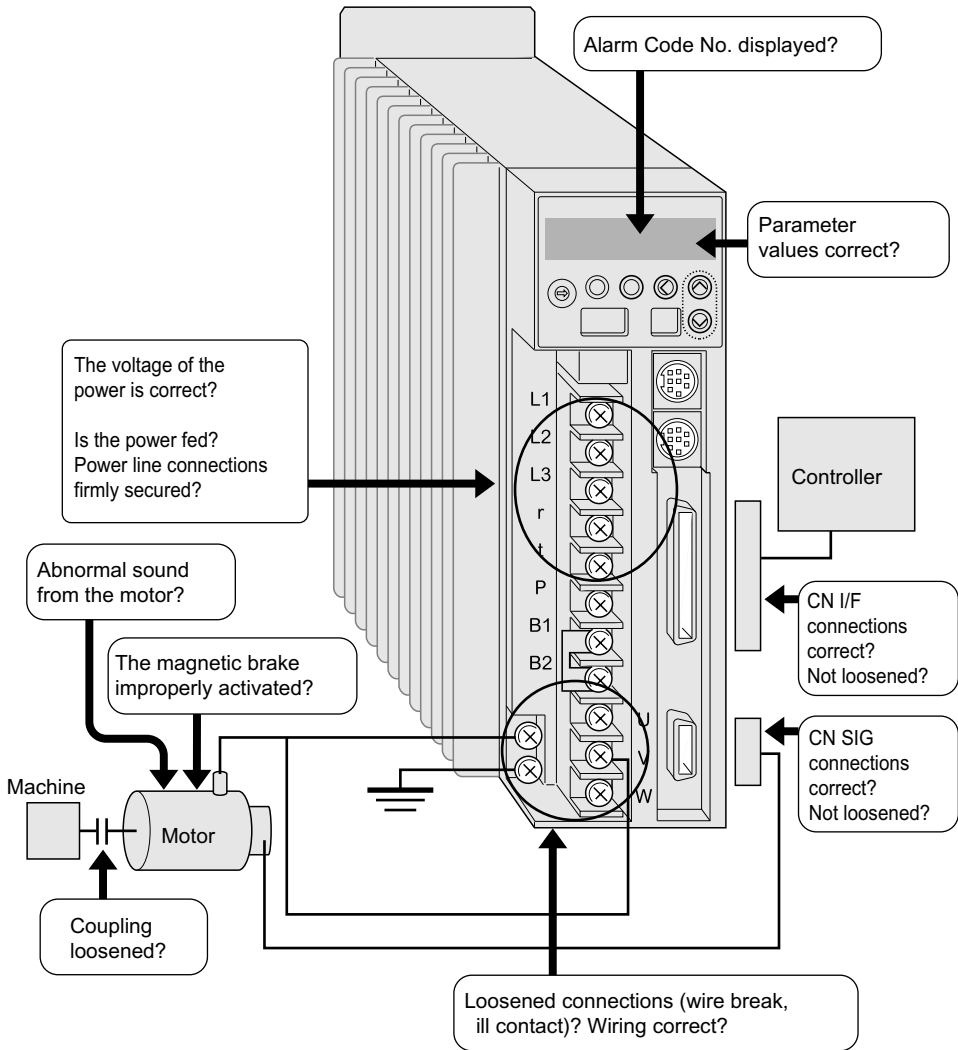 Alarm Code No. displayed?
Parameter
values correct?
The voltage of the
power is correct?
Is the power fed?
Power line connections
firmly secured?
L1
L2
L3
r
t
P
B1
B2
U
V
W
Controller
Abnormal sound
from the motor?
The magnetic brake
improperly activated?
CN I/F
connections
correct?
Not loosened?
CN SIG
connections
correct?
Not loosened?
Machine
Motor
Coupling
loosened?
Loosened connections (wire break,
ill contact)? Wiring correct?